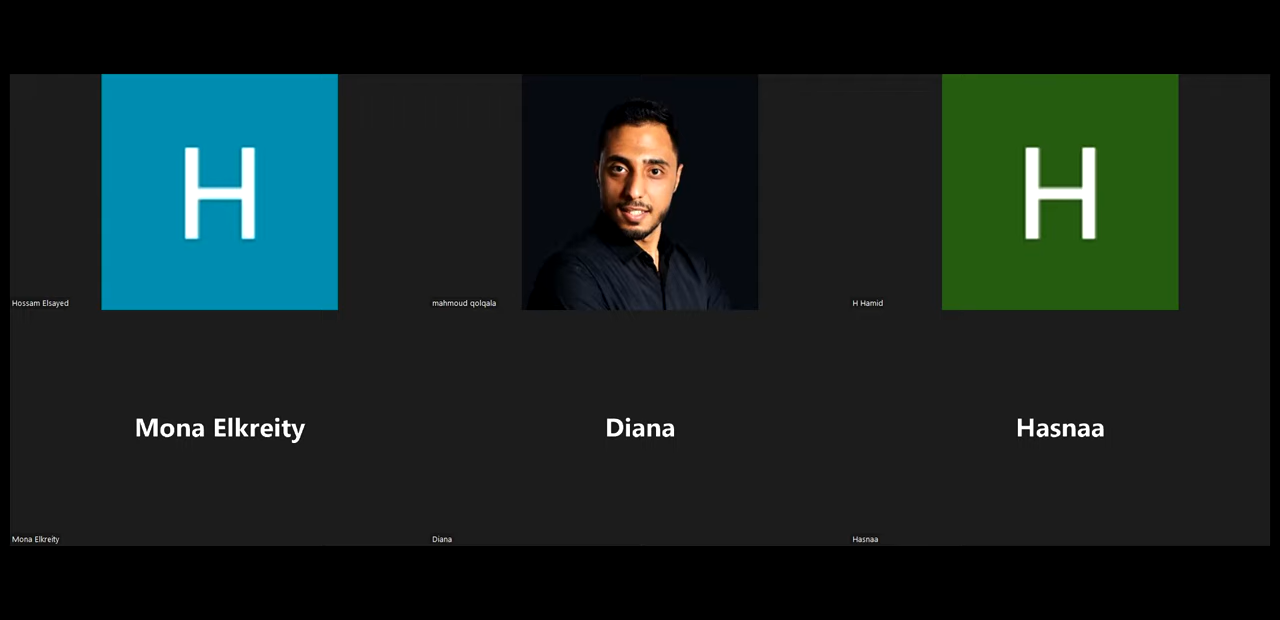 H
H
Hossam Elsayed
mahmoud qolqala
H Hamid
Mona Elkreity
Diana
Hasnaa
Mona Elkreity
Diana
Hasnaa